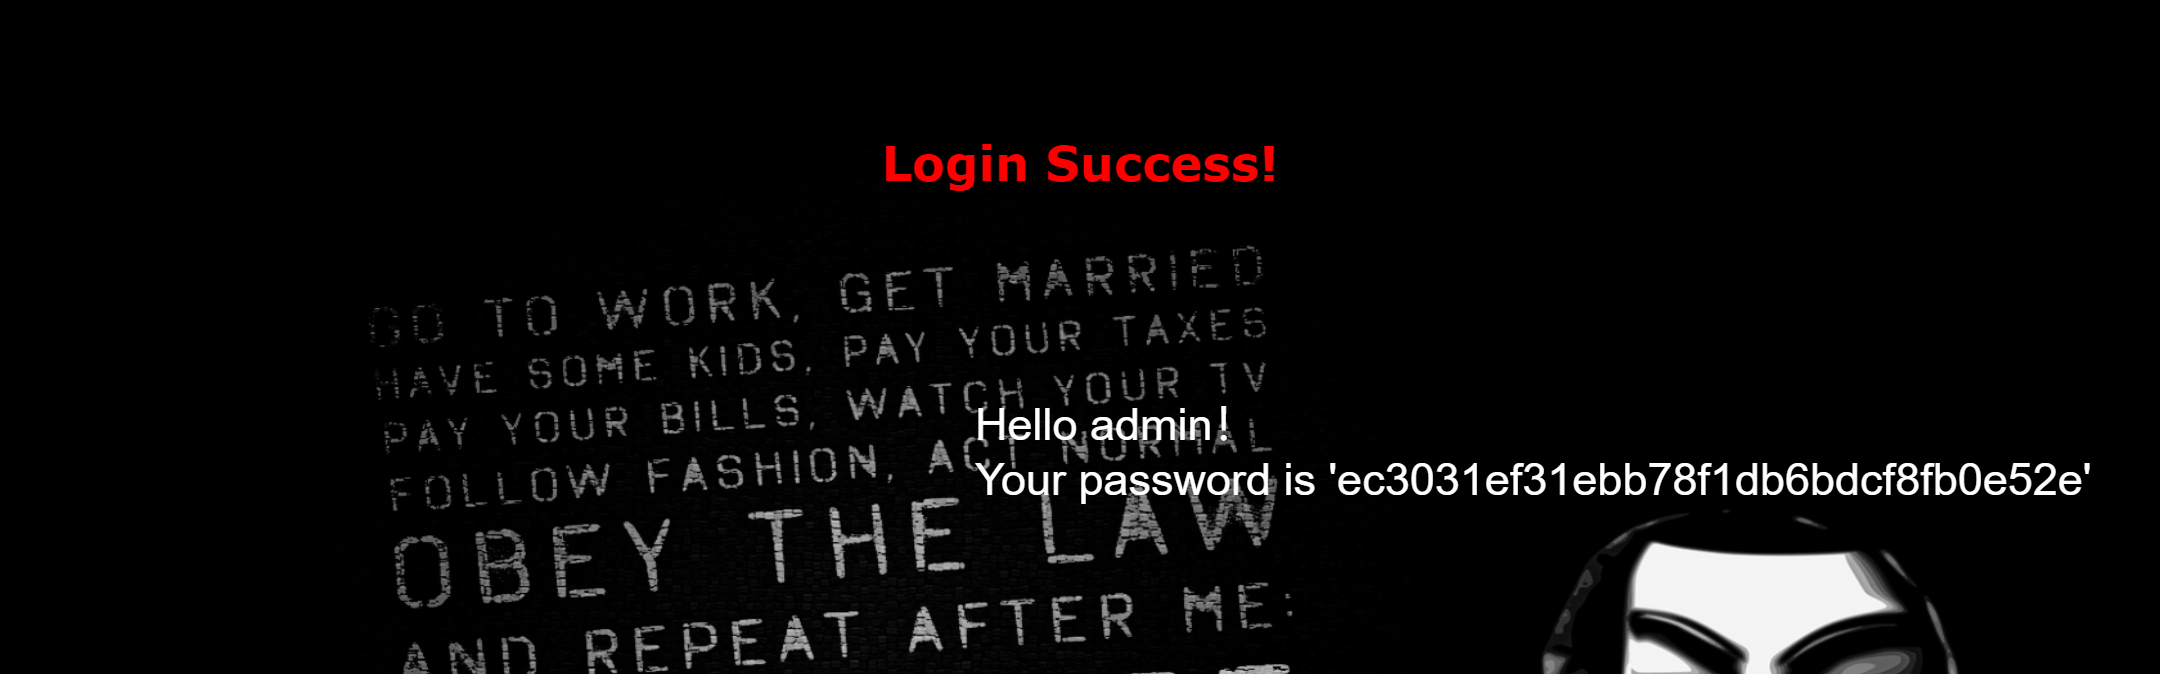 Login Success!
GO TO WORK, GET MARRIED
HAVE SOME KIDS, PAY YOUR TAXES
PAY YOUR BILLS, WATCH YOUR TV
FOLLOW FASHION, ACT NORMAL
OBEY THE LAW
AND REPEAT AFTER ME:
Hello admin!
Your password is 'ec3031ef31ebb78f1db6bdcf8fb0e52e'